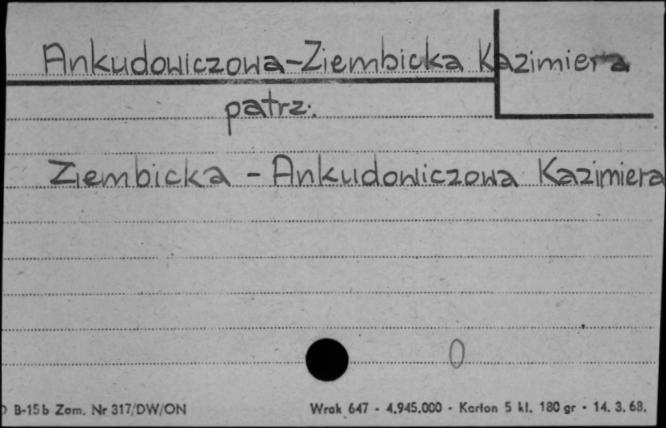 Ankudowiczowa-Ziembicka Kazimiera
patrz:
Ziembicka - Ankudowiczowa Kazimiera
0
B-15b Zam. Nr 317/DW/ON
Wrak 647 - 4.945.000 - Karton 5 kl. 180 gr - 14. 3. 68.